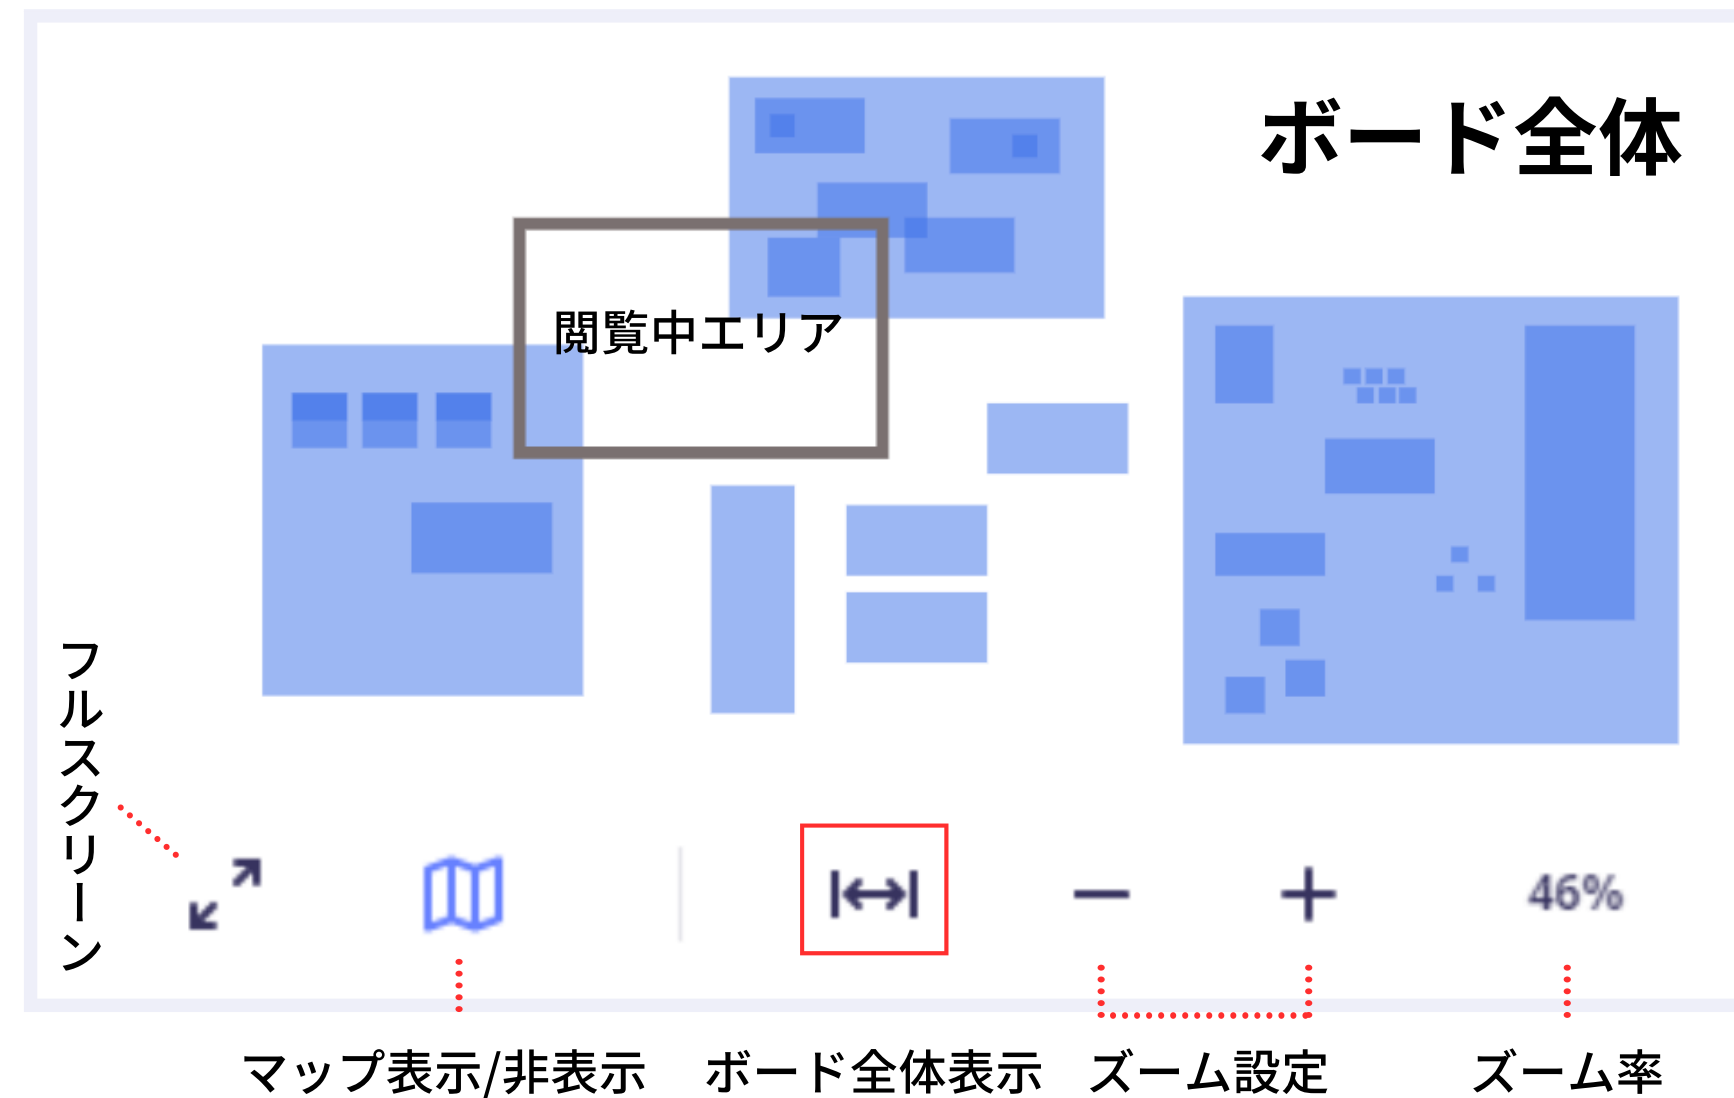 ボード全体
閲覧中エリア
フルスクリーン
46%
マップ表示/非表示
ボード全体表示
ズーム設定
ズーム率